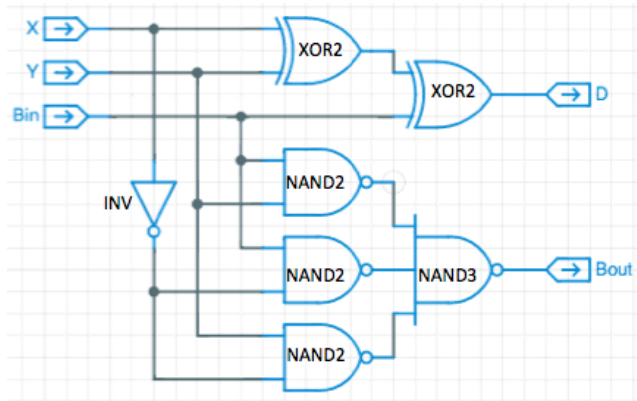 X
XOR2
Y
XOR2
D
Bin
NAND2
INV
NAND2
NAND3
Bout
NAND2